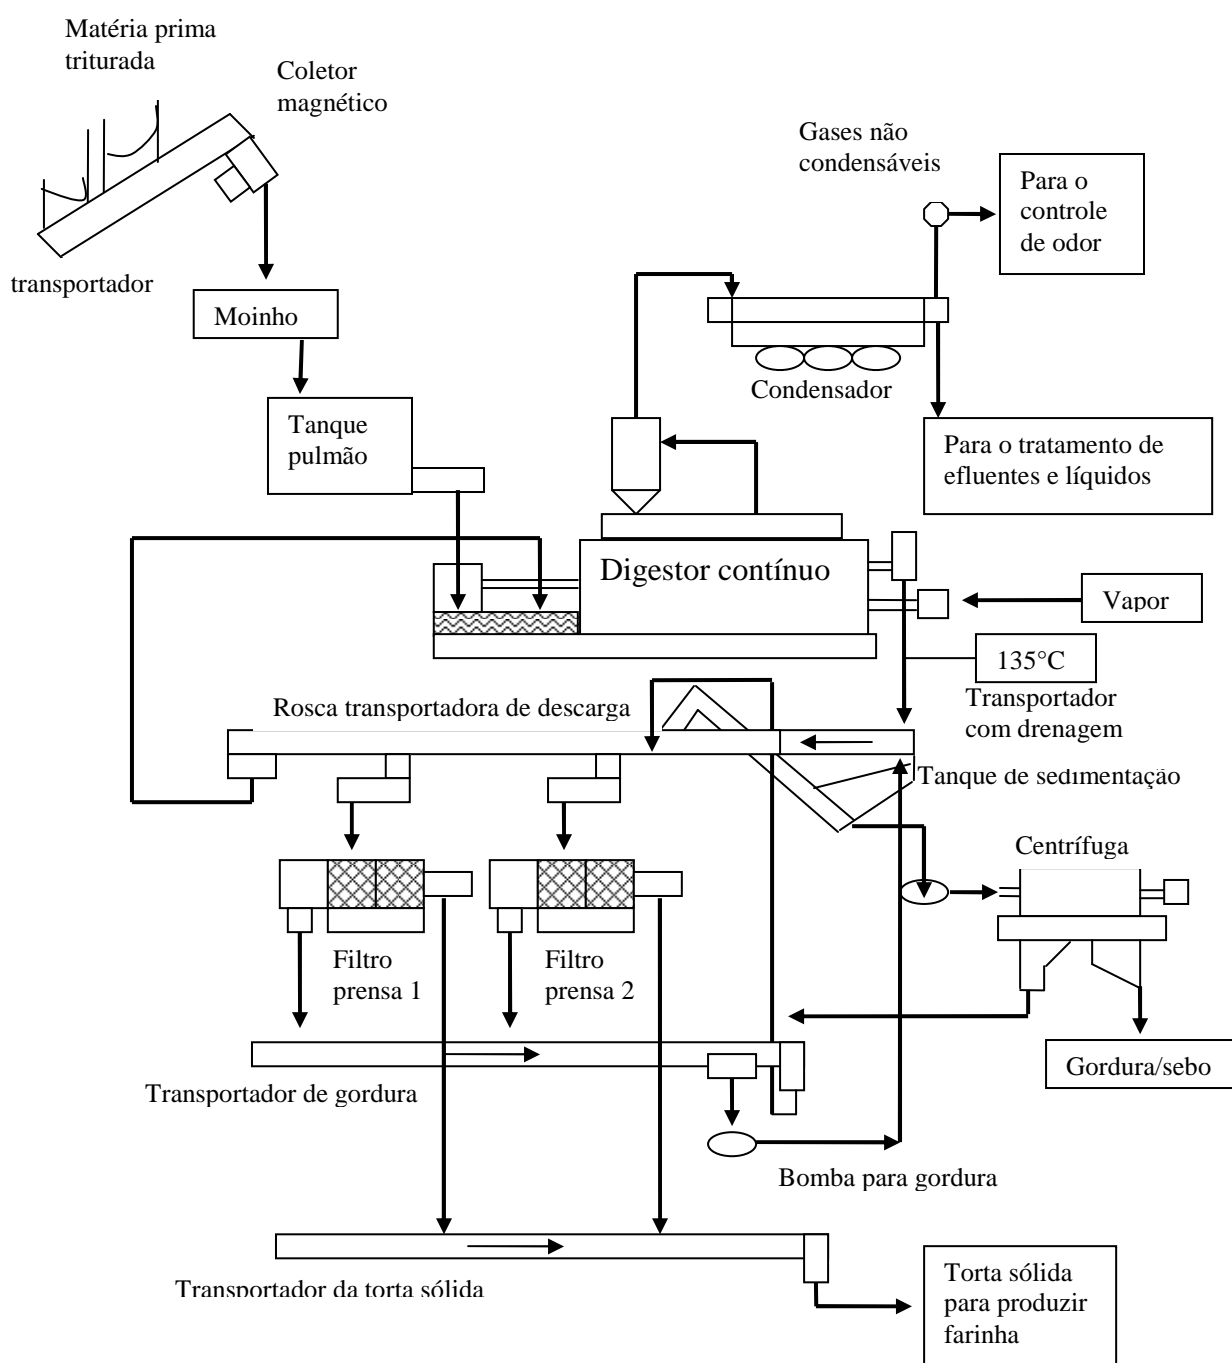 Matéria prima
triturada
Coletor
magnético
transportador
Moinho
Tanque
pulmão
Gases não
condensáveis
Para o
controle
de odor
Condensador
Para o tratamento de
efluentes e líquidos
Digestor contínuo
Vapor
135°C
Transportador
com drenagem
Rosca transportadora de descarga
Tanque de sedimentação
Centrífuga
Filtro
prensa 1
Filtro
prensa 2
Gordura/sebo
Transportador de gordura
Bomba para gordura
Transportador da torta sólida
Torta sólida
para produzir
farinha